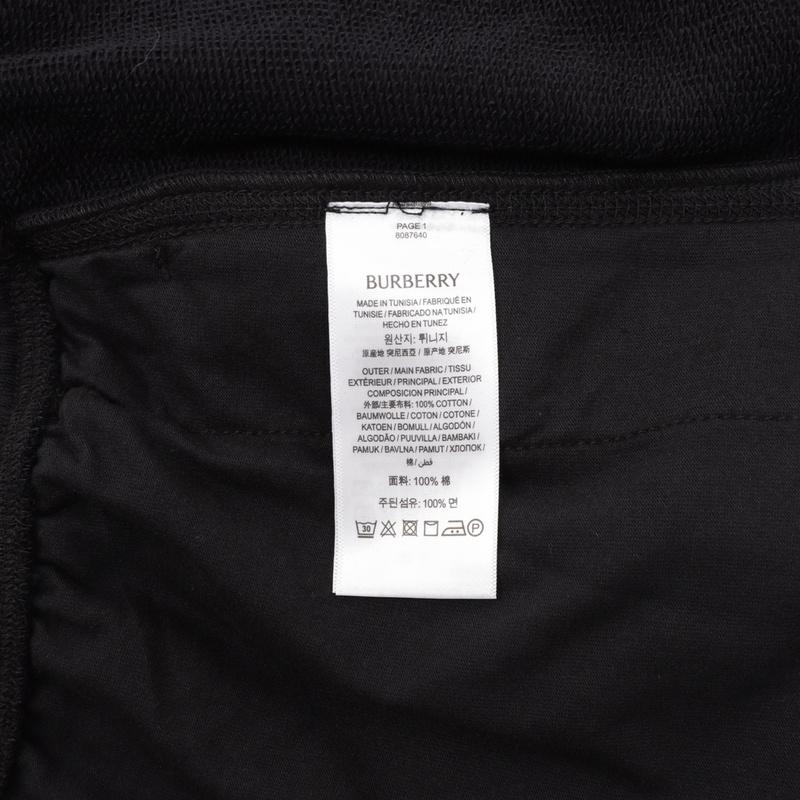 PAGE 1
8087640
BURBERRY
MADE IN TUNISIA / FABRIQUÉ EN
TUNISIE / FABRICADO NA TUNISIA /
HECHO EN TUNEZ
원산지: 튀니지
原産地 突尼西亞 / 原产地 突尼斯
OUTER / MAIN FABRIC / TISSU
EXTÉRIEUR / PRINCIPAL / EXTERIOR
COMPOSICION PRINCIPAL /
外部/主要布料: 100% COTTON /
BAUMWOLLE / COTON / COTONE /
KATOEN / BOMULL / ALGODÓN /
ALGODÃO / PUUVILLA / BAMBAKI /
PAMUK / BAVLNA / PAMUT / ХЛОПОК /
棉 / قطن
面料: 100% 棉
주된섬유: 100% 면
30 P